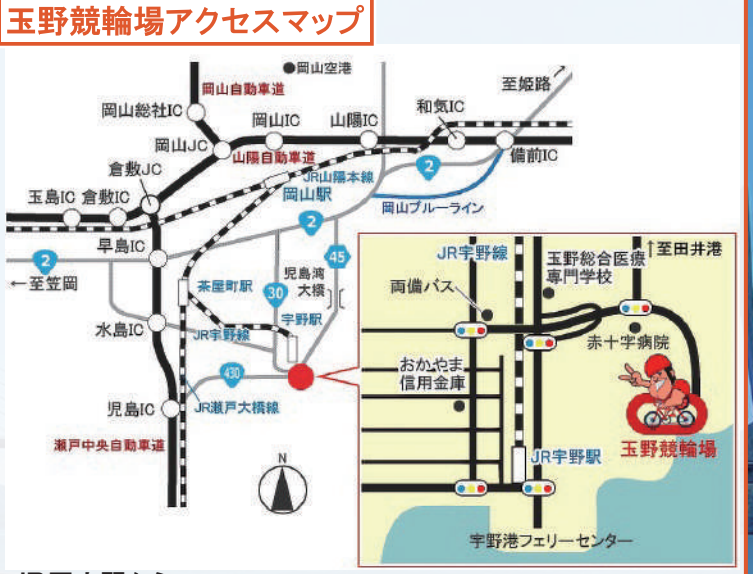 玉野競輪場アクセスマップ
●岡山空港
岡山自動車道
至姫路
岡山総社IC
和気IC
岡山IC
山陽IC
岡山JC
山陽自動車道
備前IC
倉敷JC
JR山陽本線
2
岡山駅
玉島IC
倉敷IC
岡山ブルーライン
2
早島IC
2
45
←至笠岡
茶屋町駅
児島湾
大橋
30
水島IC
JR宇野線
宇野駅
430
児島IC
JR瀬戸大橋線
瀬戸中央自動車道
N
JR宇野線
玉野総合医療
専門学校
↑至田井港
両備バス
赤十字病院
おかやま
信用金庫
玉野競輪場
JR宇野駅
宇野港フェリーセンター